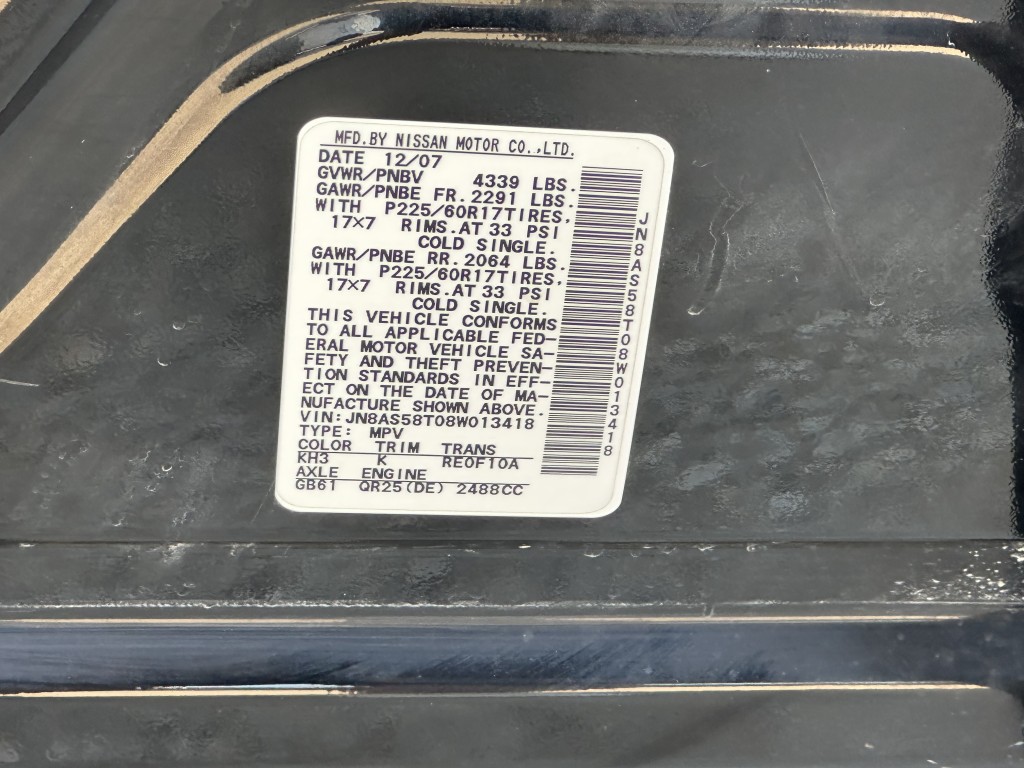 MFD.BY NISSAN MOTOR CO.,LTD.
DATE 12/07
GVWR/PNBV 4339 LBS.
GAWR/PNBE FR. 2291 LBS.
WITH P225/60R17TIRES,
17×7 RIMS.AT 33 PSI
COLD SINGLE.
GAWR/PNBE RR. 2064 LBS.
WITH P225/60R17TIRES,
17×7 RIMS.AT 33 PSI
COLD SINGLE.
THIS VEHICLE CONFORMS
TO ALL APPLICABLE FED-
ERAL MOTOR VEHICLE SA-
FETY AND THEFT PREVEN-
TION STANDARDS IN EFF-
ECT ON THE DATE OF MA-
NUFACTURE SHOWN ABOVE.
VIN:JN8AS58T08W013418
TYPE: MPV
COLOR TRIM TRANS
KH3 K RE0F10A
AXLE ENGINE
GB61 QR25(DE) 2488CC
JN8AS58T08W013418